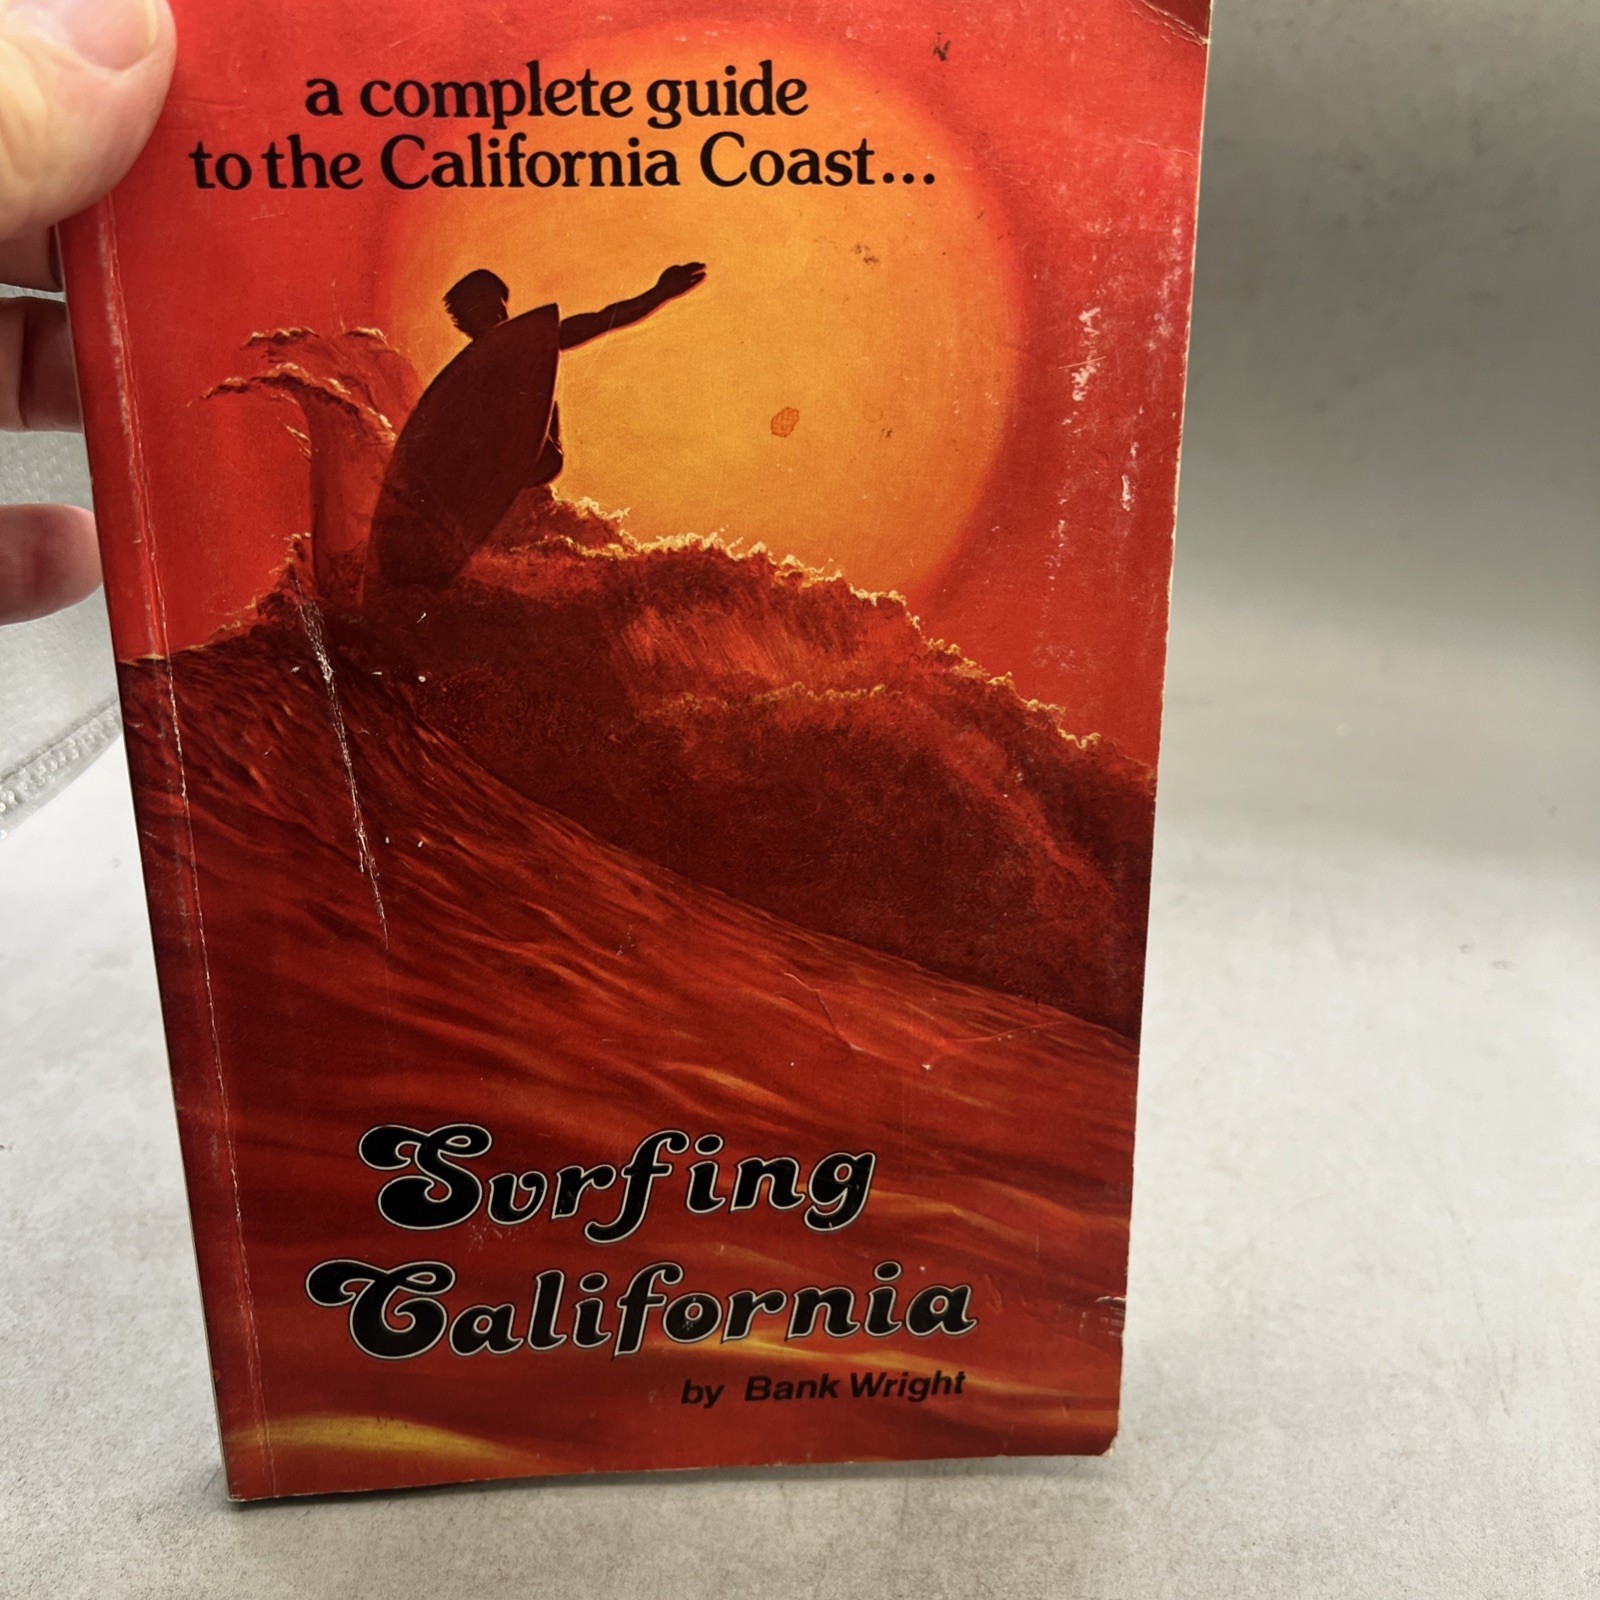 a complete guide
to the California Coast...
Surfing
California
by Bank Wright